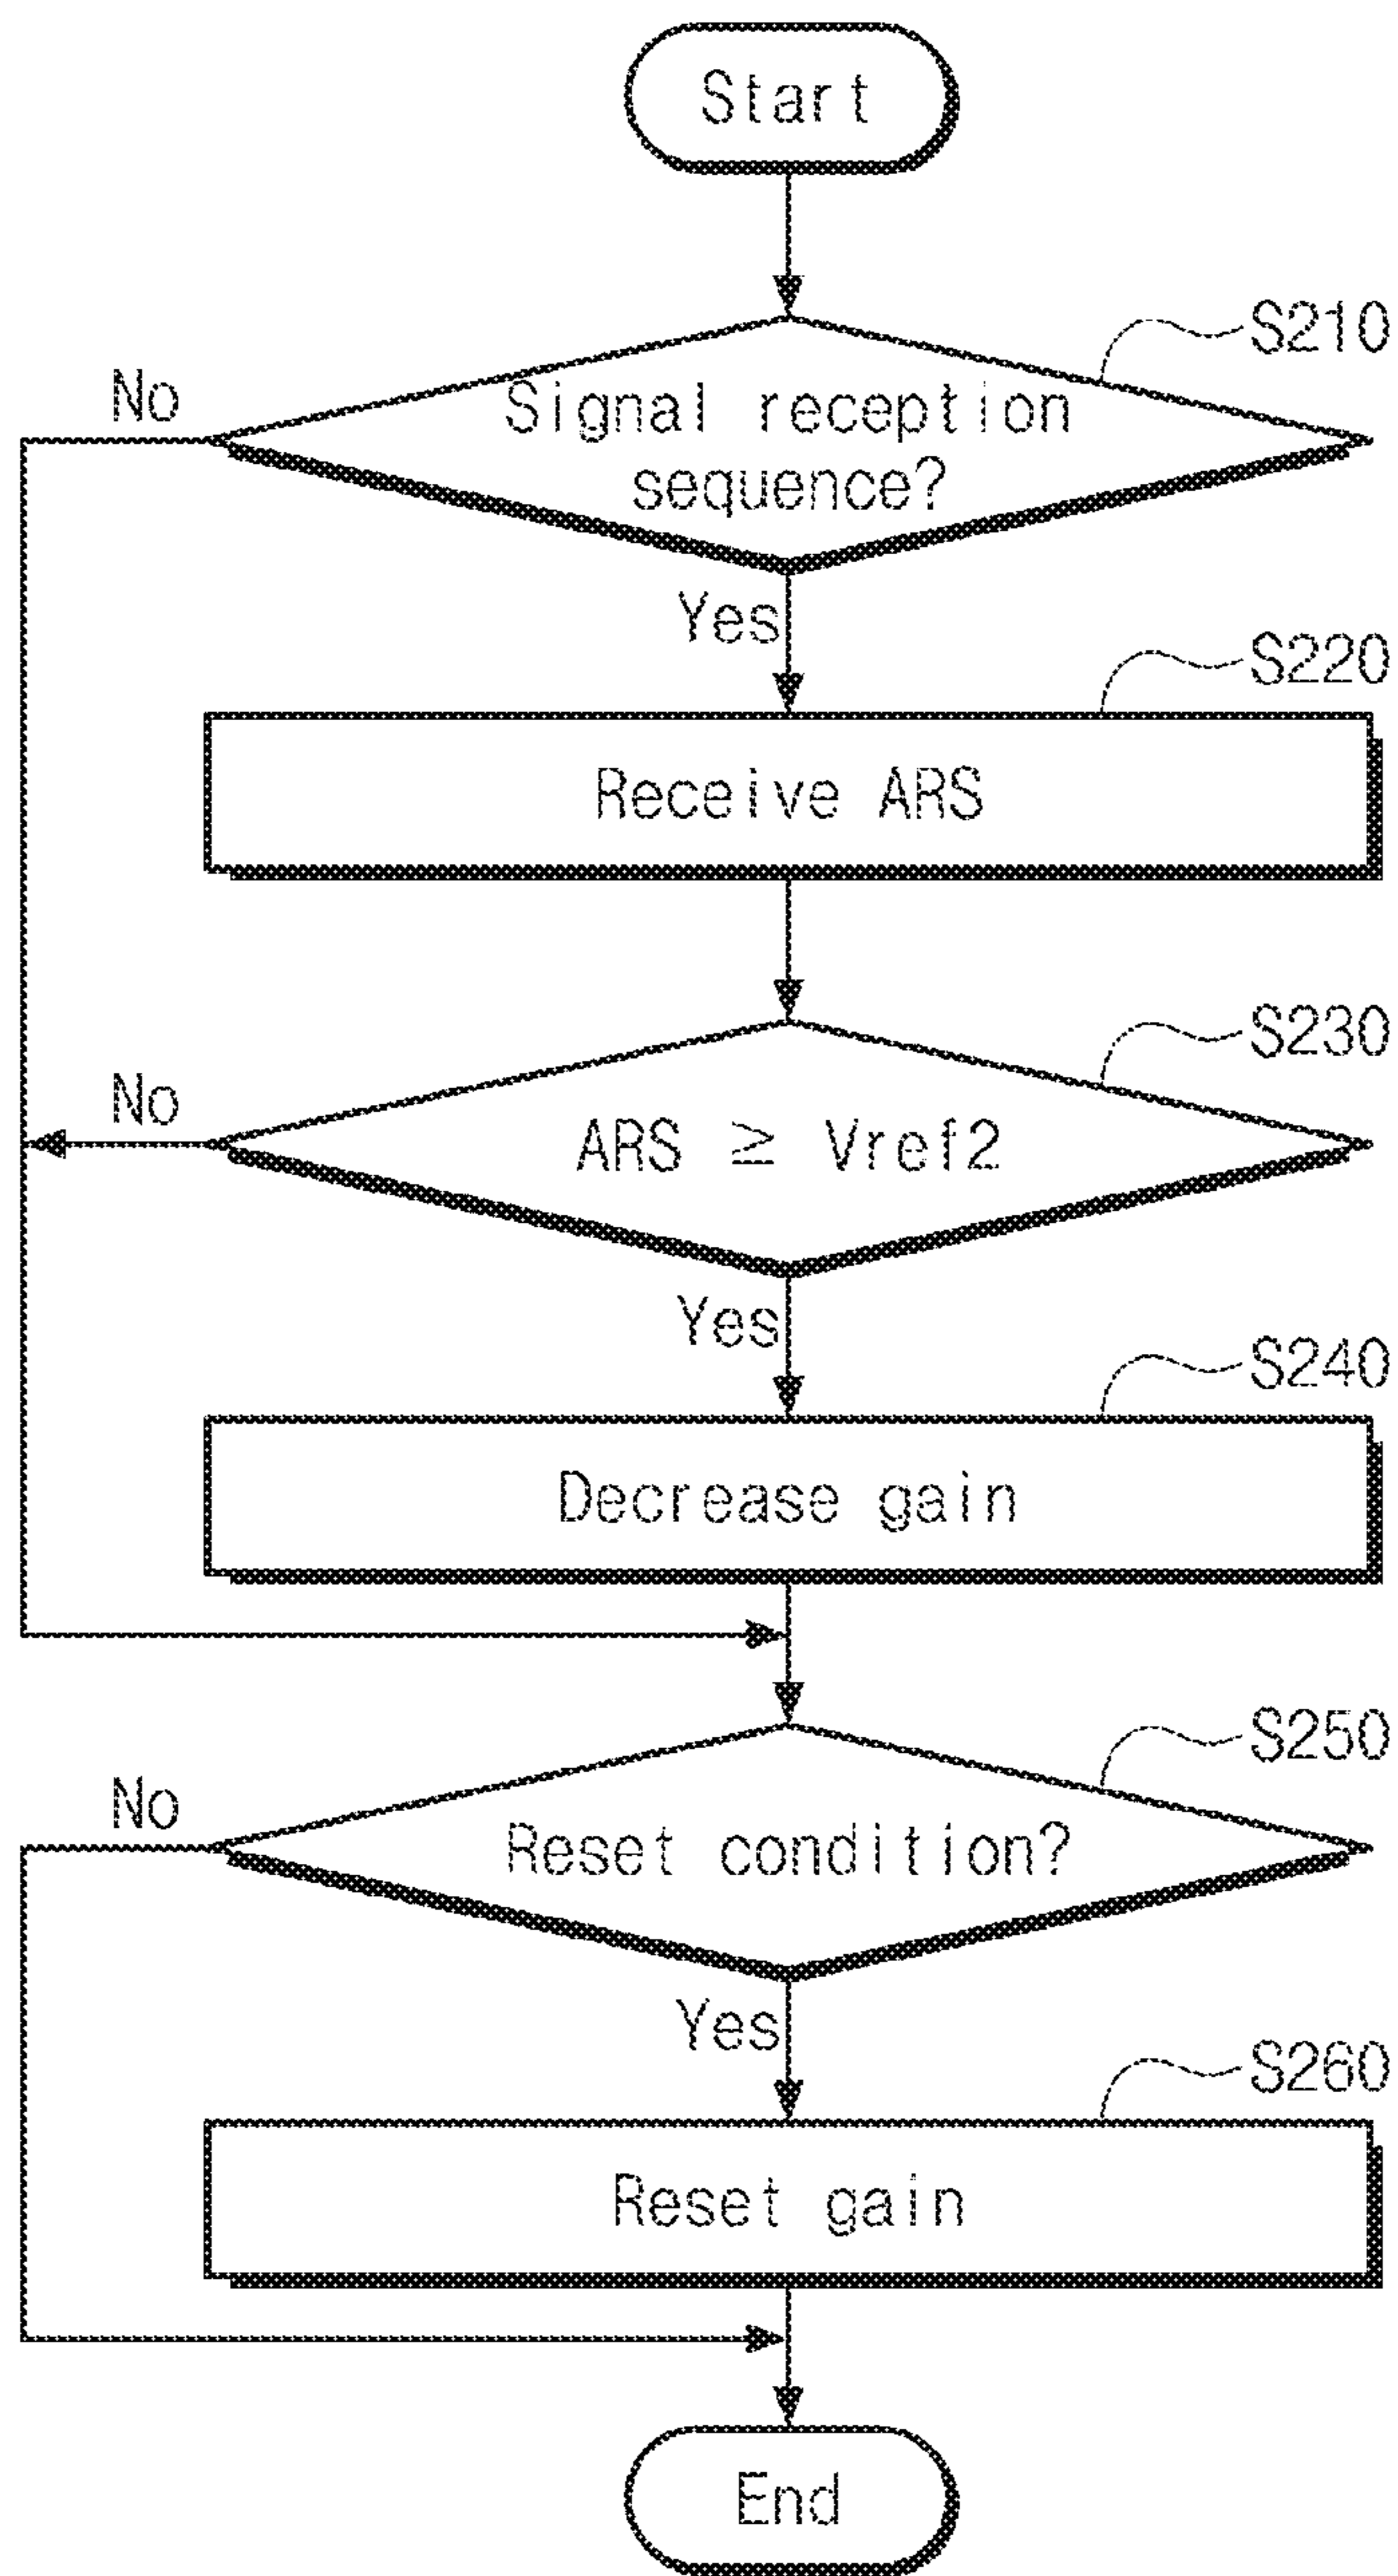 Start
S210
No
Signal reception
sequence?
Yes
S220
Receive ARS
S230
No
ARS ≥ Vref2
Yes
S240
Decrease gain
S250
No
Reset condition?
Yes
S260
Reset gain
End